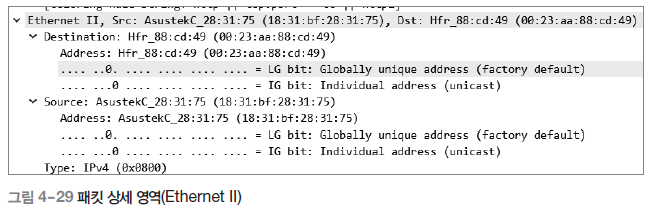 Ethernet II, Src: AsustekC_28:31:75 (18:31:bf:28:31:75), Dst: Hfr_88:cd:49 (00:23:aa:88:cd:49)
Destination: Hfr_88:cd:49 (00:23:aa:88:cd:49)
Address: Hfr_88:cd:49 (00:23:aa:88:cd:49)
.... ..0. .... .... .... .... = LG bit: Globally unique address (factory default)
.... ...0 .... .... .... .... = IG bit: Individual address (unicast)
Source: AsustekC_28:31:75 (18:31:bf:28:31:75)
Address: AsustekC_28:31:75 (18:31:bf:28:31:75)
.... ..0. .... .... .... .... = LG bit: Globally unique address (factory default)
.... ...0 .... .... .... .... = IG bit: Individual address (unicast)
Type: IPv4 (0x0800)
그림 4-29 패킷 상세 영역(Ethernet II)